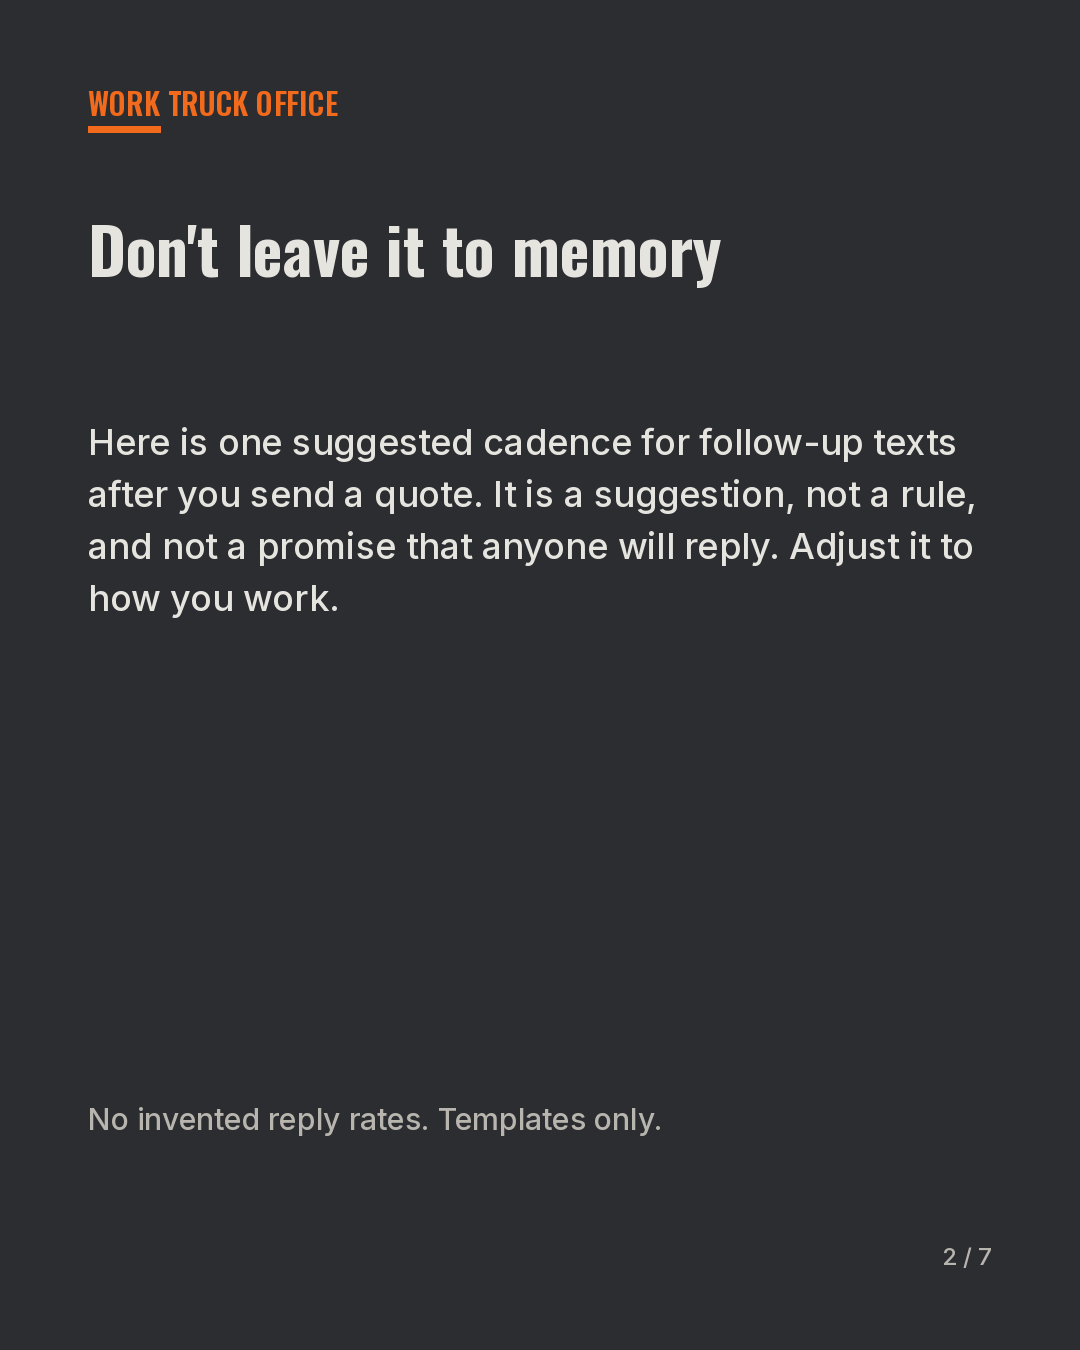 WORK TRUCK OFFICE
Don't leave it to memory
Here is one suggested cadence for follow-up texts
after you send a quote. It is a suggestion, not a rule,
and not a promise that anyone will reply. Adjust it to
how you work.
No invented reply rates. Templates only.
2 / 7